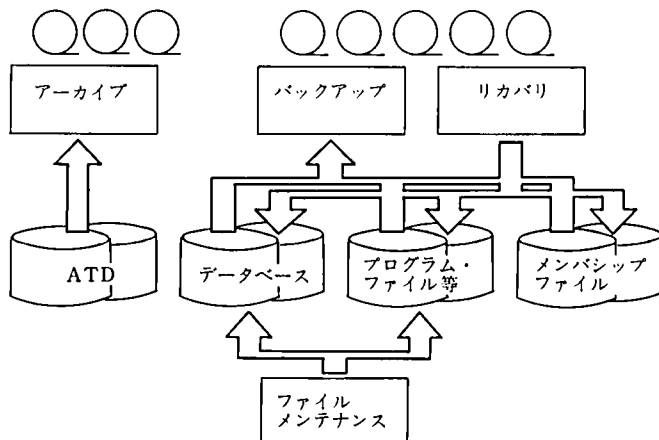 アーカイブ
バックアップ
リカバリ
ATD
データベース
プログラム・
ファイル等
メンバシップ
ファイル
ファイル
メンテナンス